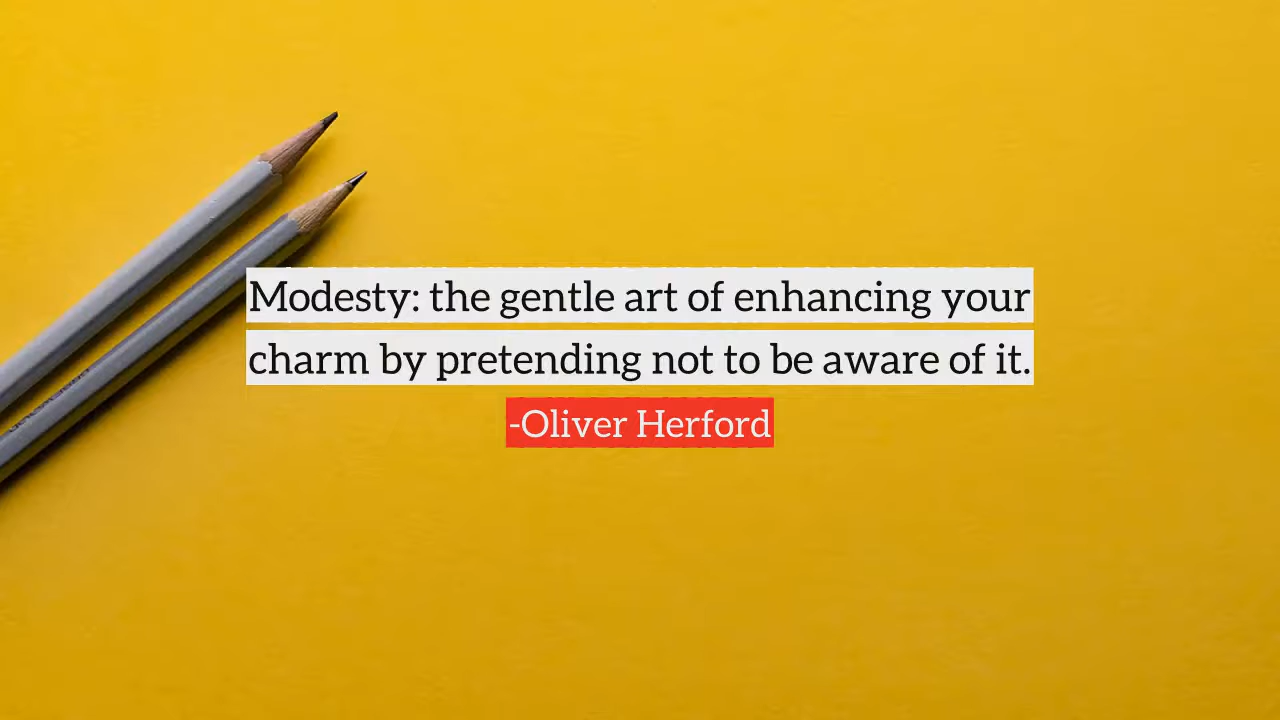 Modesty: the gentle art of enhancing your
charm by pretending not to be aware of it.
-Oliver Herford